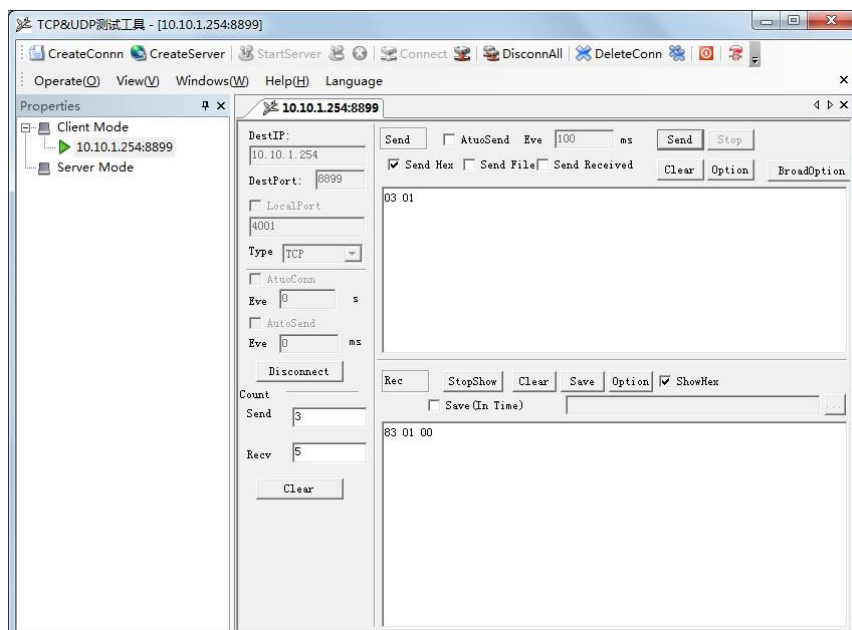 TCP&UDP测试工具 - [10.10.1.254:8899]
CreateConnn CreateServer StartServer Connect DisconnAll DeleteConn
Operate(O) View(V) Windows(W) Help(H) Language
Properties
Client Mode
10.10.1.254:8899
Server Mode
10.10.1.254:8899
DestIP:
10.10.1.254
DestPort: 8899
LocalPort
4001
Type TCP
AtuoConn
Eve 0 s
AutoSend
Eve 0 ms
Disconnect
Count
Send 3
Recv 5
Clear
Send AtuoSend Eve 100 ms Send Stop
Send Hex Send File Send Received Clear Option BroadOption
03 01
Rec StopShow Clear Save Option ShowHex
Save(In Time) ...
83 01 00